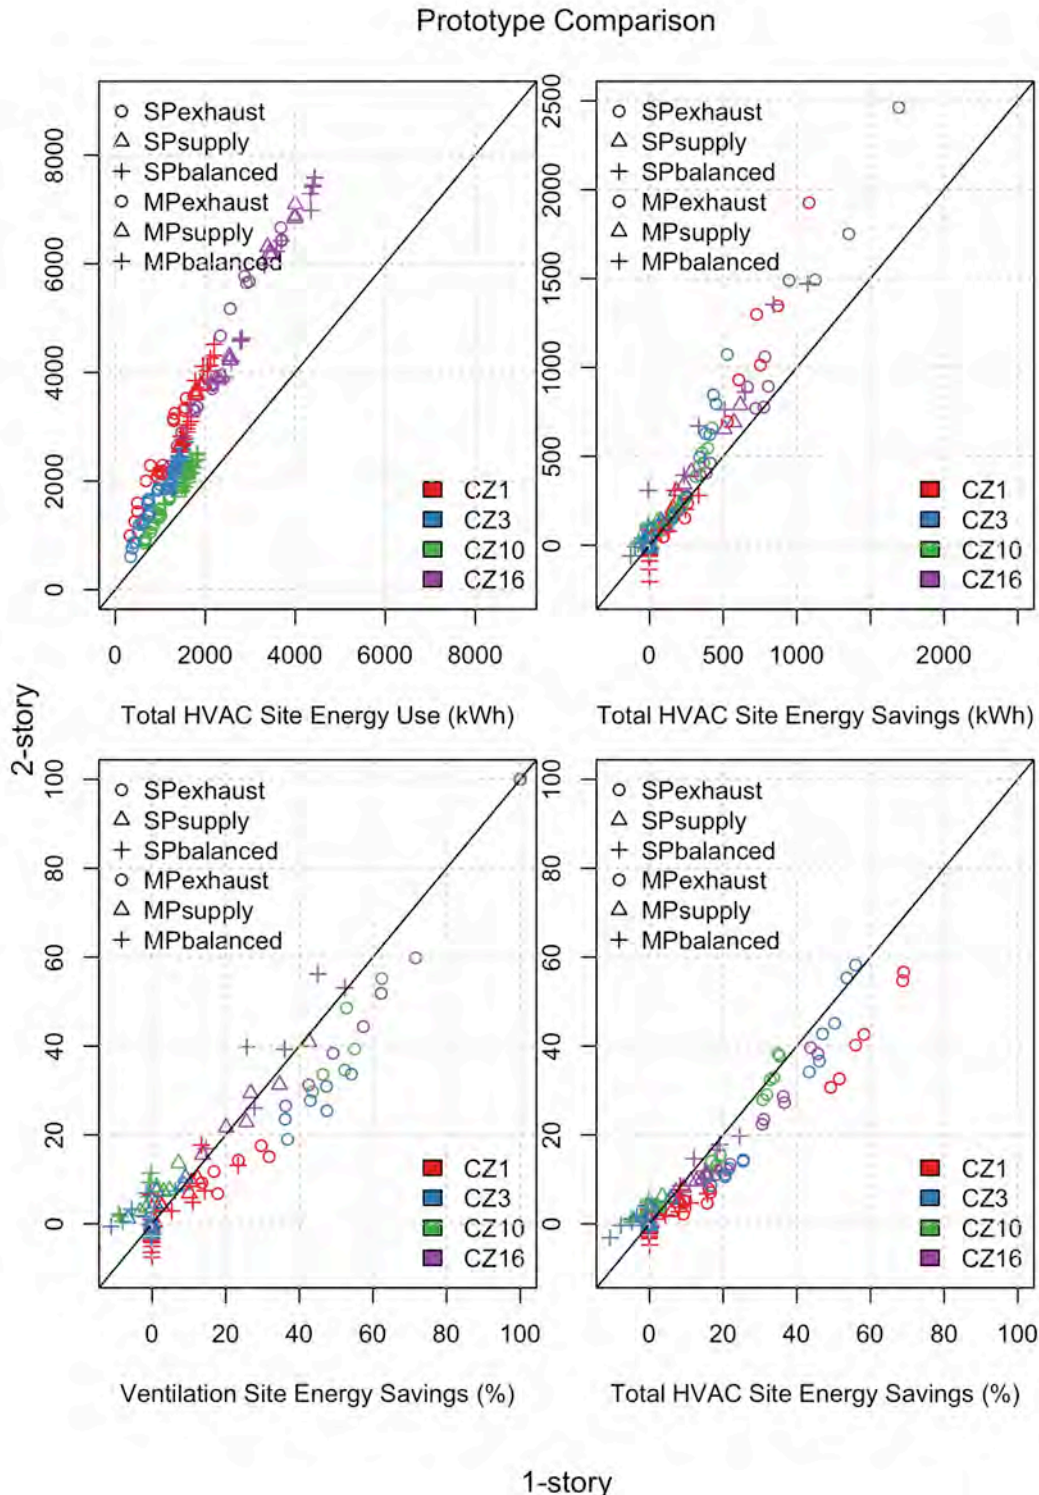 Prototype Comparison
SPexhaust
SPsupply
SPbalanced
MPexhaust
MPsupply
MPbalanced
CZ1
CZ3
CZ10
CZ16
0
2000
4000
6000
8000
0 2000 4000 6000 8000
Total HVAC Site Energy Use (kWh)
SPexhaust
SPsupply
SPbalanced
MPexhaust
MPsupply
MPbalanced
CZ1
CZ3
CZ10
CZ16
0
500
1000
1500
2000
2500
0 500 1000 2000
Total HVAC Site Energy Savings (kWh)
2-story
SPexhaust
SPsupply
SPbalanced
MPexhaust
MPsupply
MPbalanced
CZ1
CZ3
CZ10
CZ16
0
20
40
60
80
100
0 20 40 60 80 100
Ventilation Site Energy Savings (%)
SPexhaust
SPsupply
SPbalanced
MPexhaust
MPsupply
MPbalanced
CZ1
CZ3
CZ10
CZ16
0
20
40
60
80
100
0 20 40 60 80 100
Total HVAC Site Energy Savings (%)
1-story